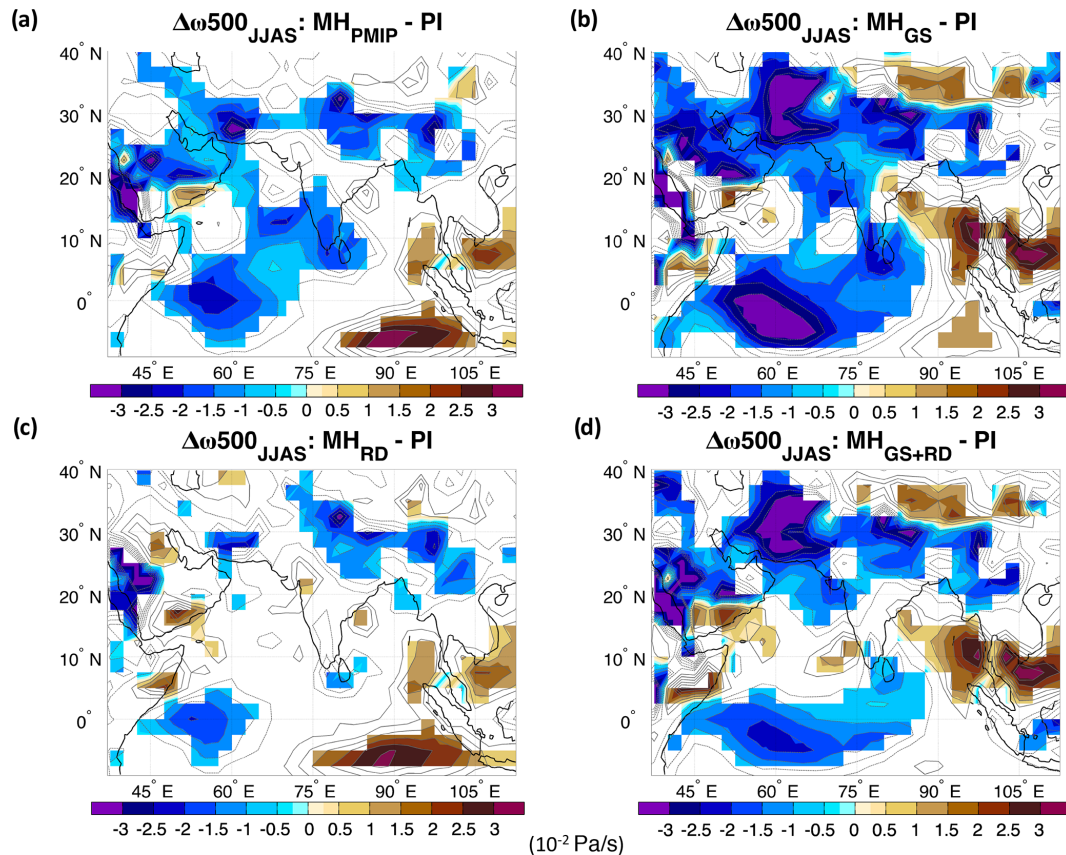 (a)
Δω500JJAS: MHPMIP - PI
40° N
30° N
20° N
10° N
0°
45° E 60° E 75° E 90° E 105° E
-3 -2.5 -2 -1.5 -1 -0.5 0 0.5 1 1.5 2 2.5 3
(b)
Δω500JJAS: MHGS - PI
40° N
30° N
20° N
10° N
0°
45° E 60° E 75° E 90° E 105° E
-3 -2.5 -2 -1.5 -1 -0.5 0 0.5 1 1.5 2 2.5 3
(c)
Δω500JJAS: MHRD - PI
40° N
30° N
20° N
10° N
0°
45° E 60° E 75° E 90° E 105° E
-3 -2.5 -2 -1.5 -1 -0.5 0 0.5 1 1.5 2 2.5 3
(d)
Δω500JJAS: MHGS+RD - PI
40° N
30° N
20° N
10° N
0°
45° E 60° E 75° E 90° E 105° E
-3 -2.5 -2 -1.5 -1 -0.5 0 0.5 1 1.5 2 2.5 3
(10-2 Pa/s)